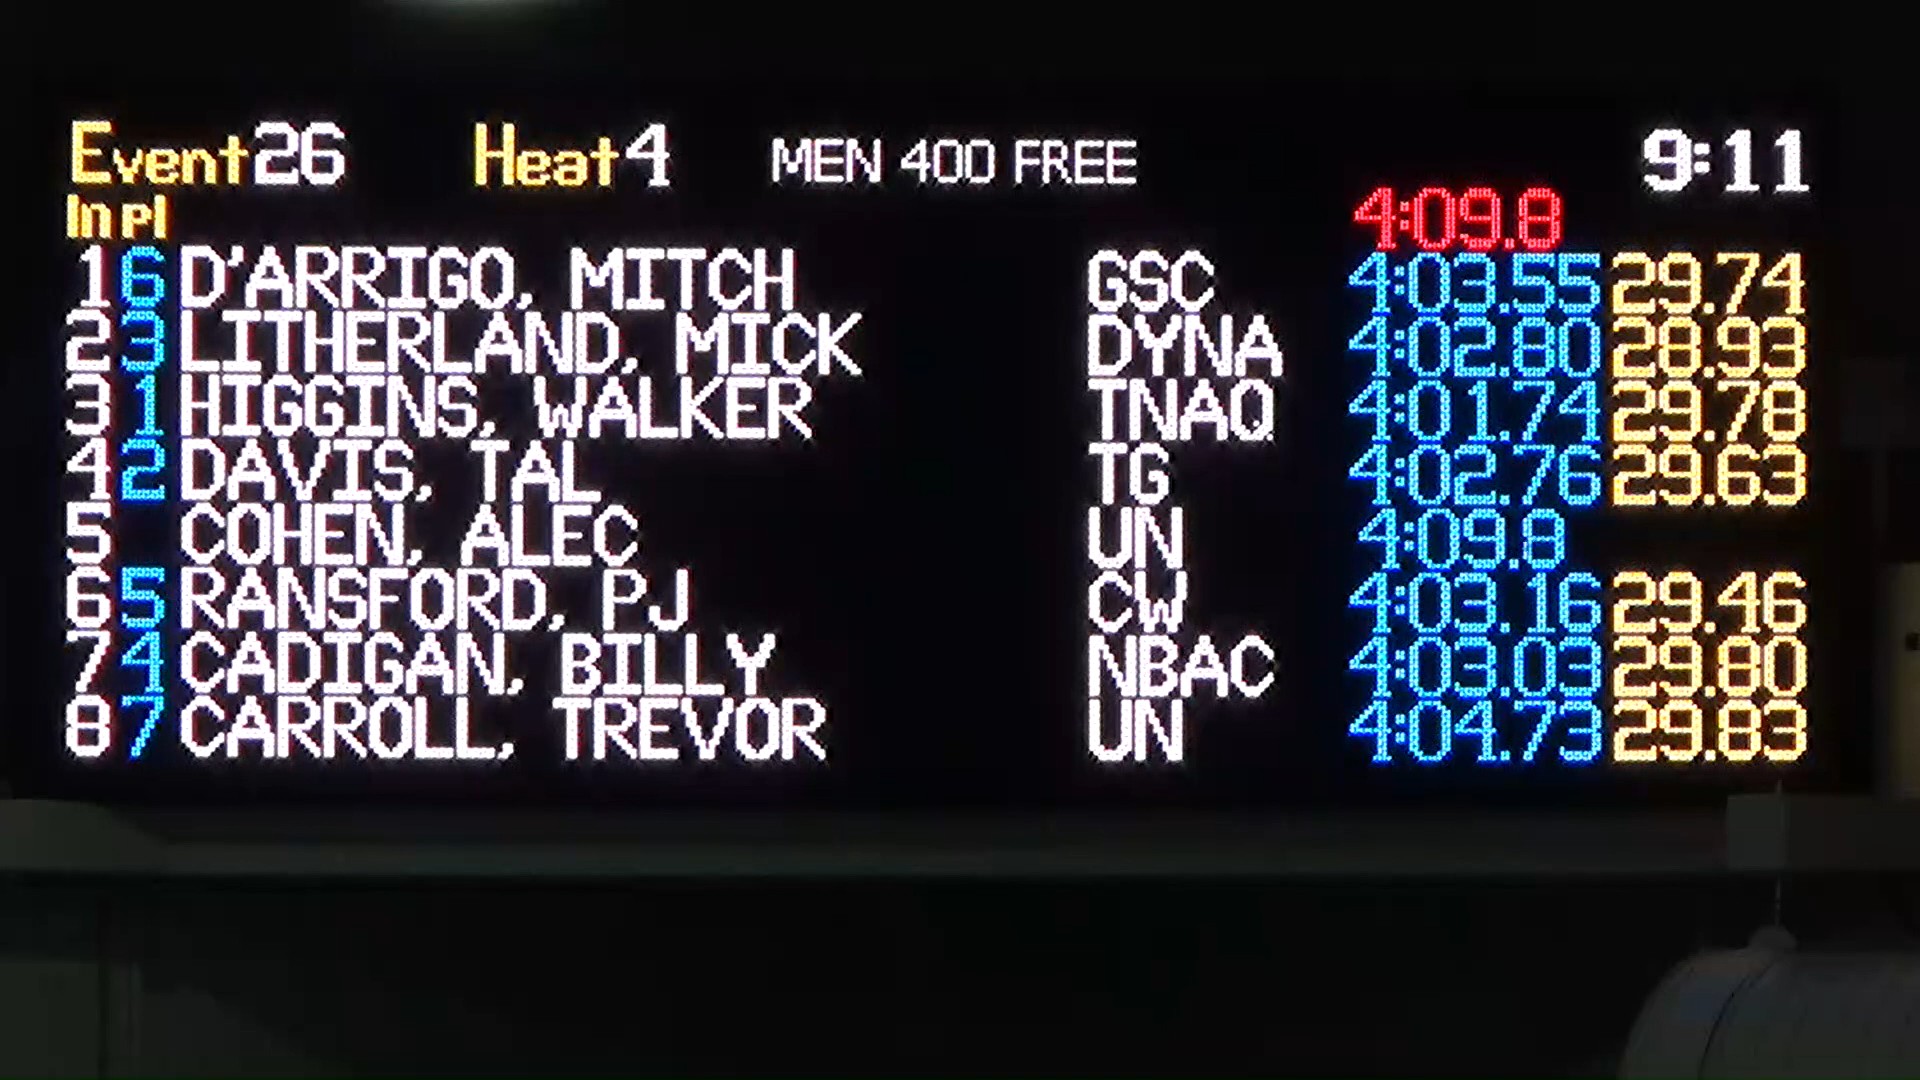 Event 26 Heat 4 MEN 400 FREE 9:11
ln pl 4:09.8
1 6 D'ARRIGO, MITCH GSC 4:03.55 29.74
2 3 LITHERLAND, MICK DYNA 4:02.80 28.93
3 1 HIGGINS, WALKER TNAQ 4:01.74 29.78
4 2 DAVIS, TAL TG 4:02.76 29.63
5 COHEN, ALEC UN 4:09.8
6 5 RANSFORD, PJ CW 4:03.16 29.46
7 4 CADIGAN, BILLY NBAC 4:03.03 29.80
8 7 CARROLL, TREVOR UN 4:04.73 29.83